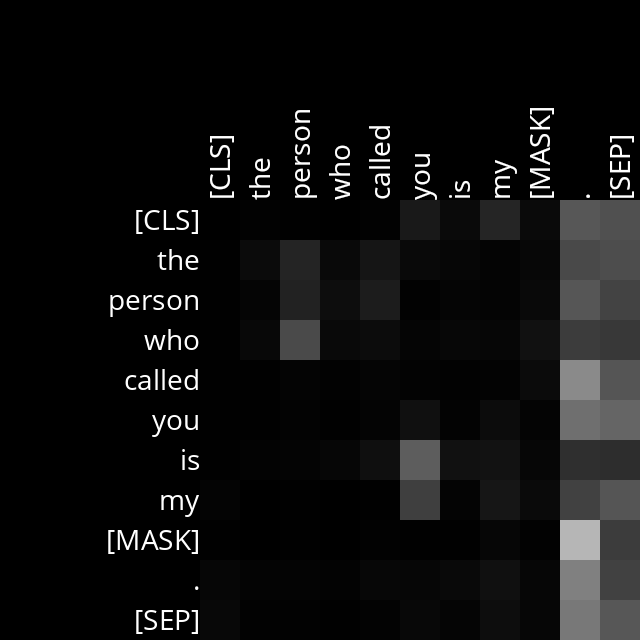 [CLS] the person who called you is my [MASK] . [SEP]
[CLS]
the
person
who
called
you
is
my
[MASK]
.
[SEP]